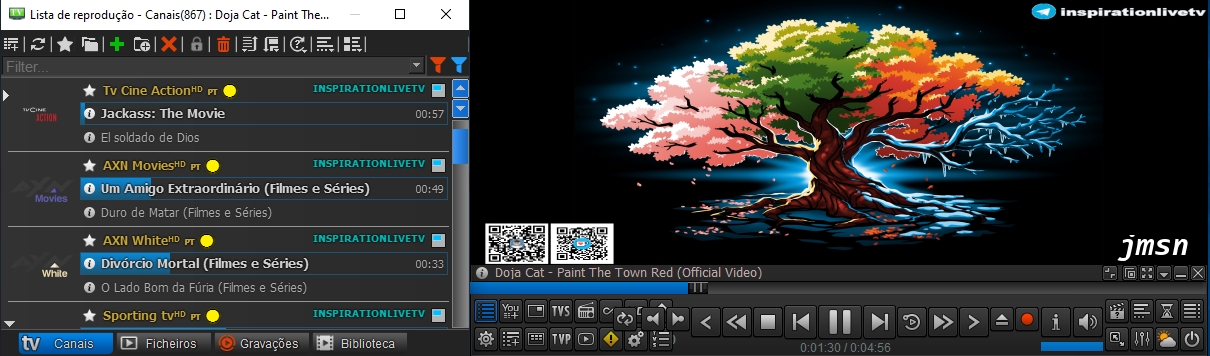 Lista de reprodução - Canais(867) : Doja Cat - Paint The...
Filter...
TVCINE ACTION
Tv Cine Action HD PT
INSPIRATIONLIVETV
Jackass: The Movie 00:57
El soldado de Dios
Movies
AXN Movies HD PT
INSPIRATIONLIVETV
Um Amigo Extraordinário (Filmes e Séries) 00:49
Duro de Matar (Filmes e Séries)
White
AXN White HD PT
INSPIRATIONLIVETV
Divórcio Mortal (Filmes e Séries) 00:33
O Lado Bom da Fúria (Filmes e Séries)
Sporting tv HD PT
INSPIRATIONLIVETV
tv Canais
Ficheiros
Gravações
Biblioteca
inspirationlivetv
jmsn
Doja Cat - Paint The Town Red (Official Video)
You
TVS
TVP
0:01:30 / 0:04:56